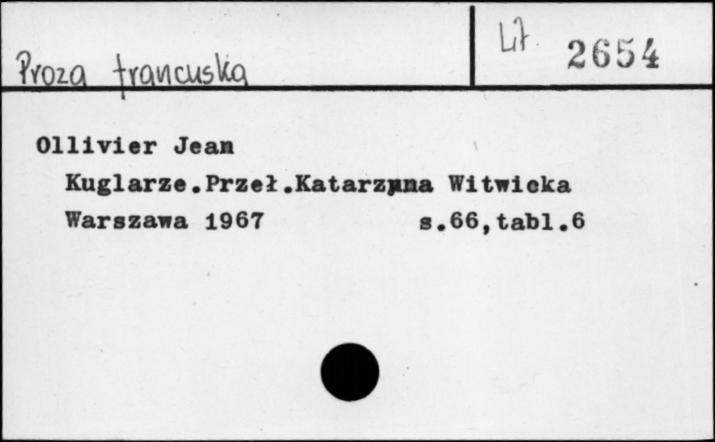 Proza francuska
Lit. 2654
Ollivier Jean
Kuglarze.Przeł.Katarzyna Witwicka
Warszawa 1967 s.66,tabl.6